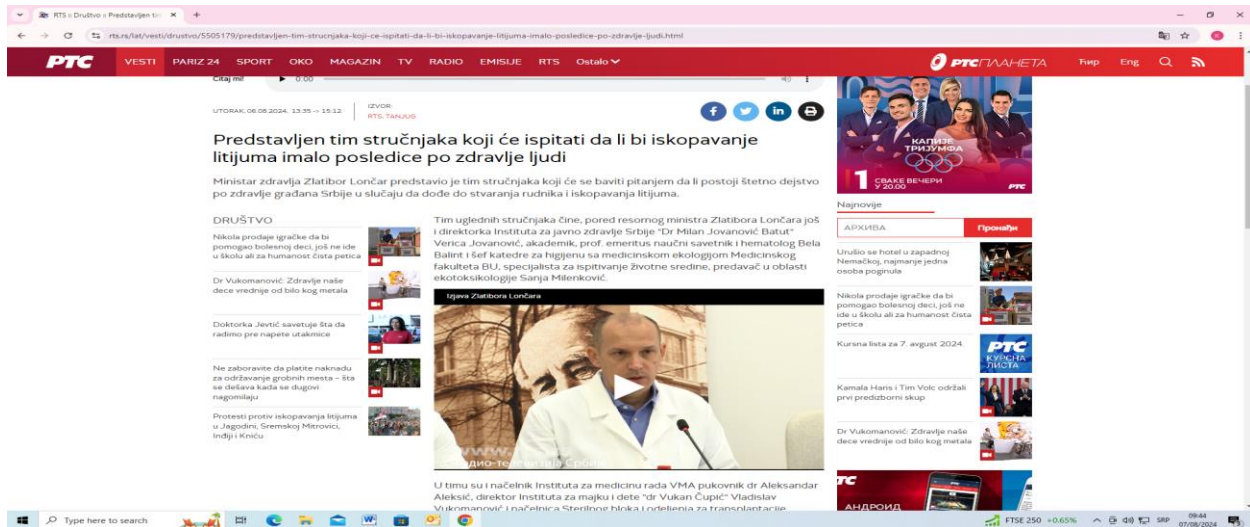 RTS :: Društvo :: Predstavljen tim
rts.rs/lat/vesti/drustvo/5505179/predstavljen-tim-strucnjaka-koji-ce-ispitati-da-li-bi-iskopavanje-litijuma-imalo-posledice-po-zdravlje-ljudi.html
РТС VESTI PARIZ 24 SPORT OKO MAGAZIN TV RADIO EMISIJE RTS Ostalo РТС ПЛАНЕТА Ћир Eng
Čitaj mi! 0:00
UTORAK, 06.08.2024, 13:35 -> 15:12
IZVOR:
RTS, TANJUG
Predstavljen tim stručnjaka koji će ispitati da li bi iskopavanje
litijuma imalo posledice po zdravlje ljudi
Ministar zdravlja Zlatibor Lončar predstavio je tim stručnjaka koji će se baviti pitanjem da li postoji štetno dejstvo
po zdravlje građana Srbije u slučaju da dođe do stvaranja rudnika i iskopavanja litijuma.
DRUŠTVO
Nikola prodaje igračke da bi
pomogao bolesnoj deci, još ne ide
u školu ali za humanost čista petica
Dr Vukomanović: Zdravlje naše
dece vrednije od bilo kog metala
Doktorka Jevtić savetuje šta da
radimo pre napete utakmice
Ne zaboravite da platite naknadu
za održavanje grobnih mesta – šta
se dešava kada se dugovi
nagomilaju
Protesti protiv iskopavanja litijuma
u Jagodini, Sremskoj Mitrovici,
Inđiji i Kniću
Tim uglednih stručnjaka čine, pored resornog ministra Zlatibora Lončara još
i direktorka Instituta za javno zdravlje Srbije "Dr Milan Jovanović Batut"
Verica Jovanović, akademik, prof. emeritus naučni savetnik i hematolog Bela
Balint i šef katedre za higijenu sa medicinskom ekologijom Medicinskog
fakulteta BU, specijalista za ispitivanje životne sredine, predavač u oblasti
ekotoksikologije Sanja Milenković.
Izjava Zlatibora Lončara
Радио-телевизија Србије
U timu su i načelnik Instituta za medicinu rada VMA pukovnik dr Aleksandar
Aleksić, direktor Instituta za majku i dete "dr Vukan Čupić" Vladislav
Vukomanović i načelnica Sterilnog bloka i odeljenja za transplantacije
КАПИЈЕ
ТРИЈУМФА
1 СВАКЕ ВЕЧЕРИ
У 20.00
РТС
Najnovije
АРХИВА Пронађи
Urušio se hotel u zapadnoj
Nemačkoj, najmanje jedna
osoba poginula
Nikola prodaje igračke da bi
pomogao bolesnoj deci, još ne
ide u školu ali za humanost čista
petica
Kursna lista za 7. avgust 2024.
РТС
КУРСНА
ЛИСТА
Kamala Haris i Tim Volc održali
prvi predizborni skup
Dr Vukomanović: Zdravlje naše
dece vrednije od bilo kog metala
РТС
АНДРОИД
Type here to search
FTSE 250 +0.65% SRP 09:44
07/08/2024